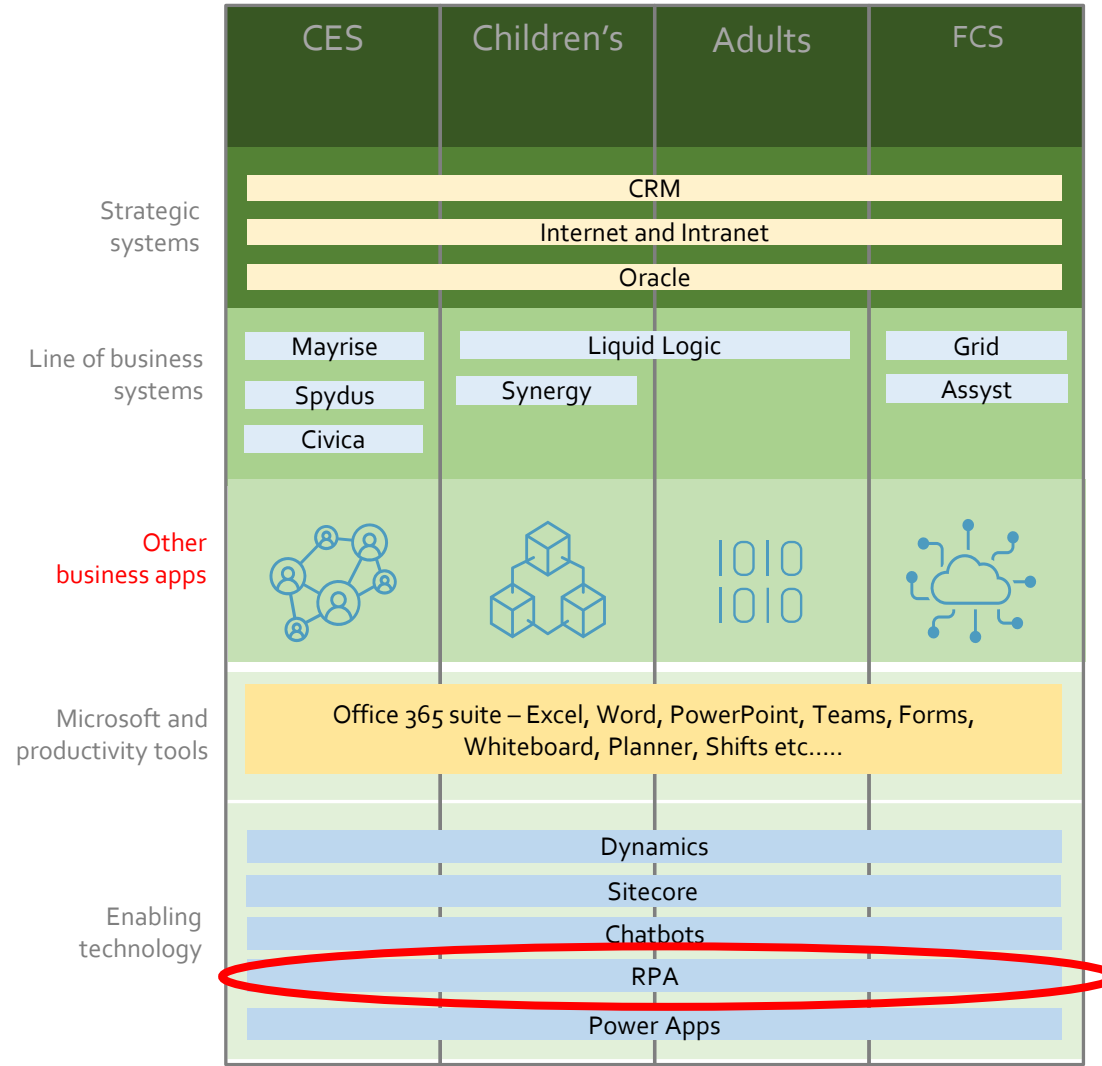 CES
Children's
Adults
FCS
Strategic
systems
CRM
Internet and Intranet
Oracle
Line of business
systems
Mayrise
Liquid Logic
Grid
Spydus
Synergy
Assyst
Civica
Other
business apps
1010
1010
Microsoft and
productivity tools
Office 365 suite – Excel, Word, PowerPoint, Teams, Forms,
Whiteboard, Planner, Shifts etc.....
Enabling
technology
Dynamics
Sitecore
Chatbots
RPA
Power Apps